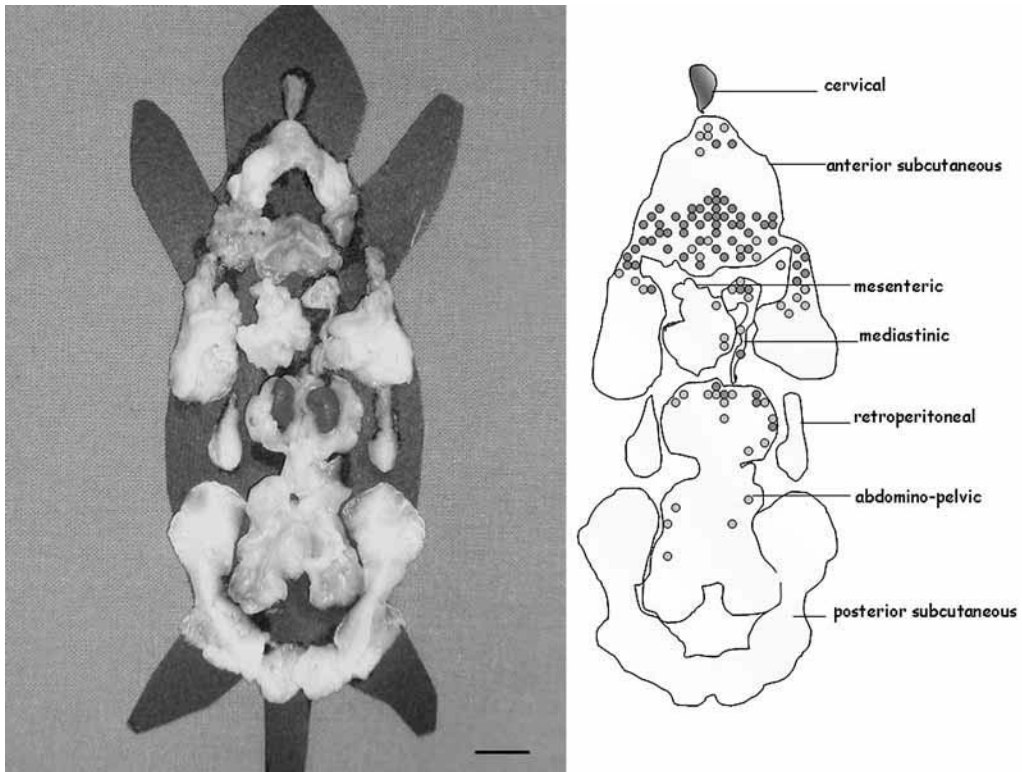 cervical
anterior subcutaneous
mesenteric
mediastinic
retroperitoneal
abdomino-pelvic
posterior subcutaneous